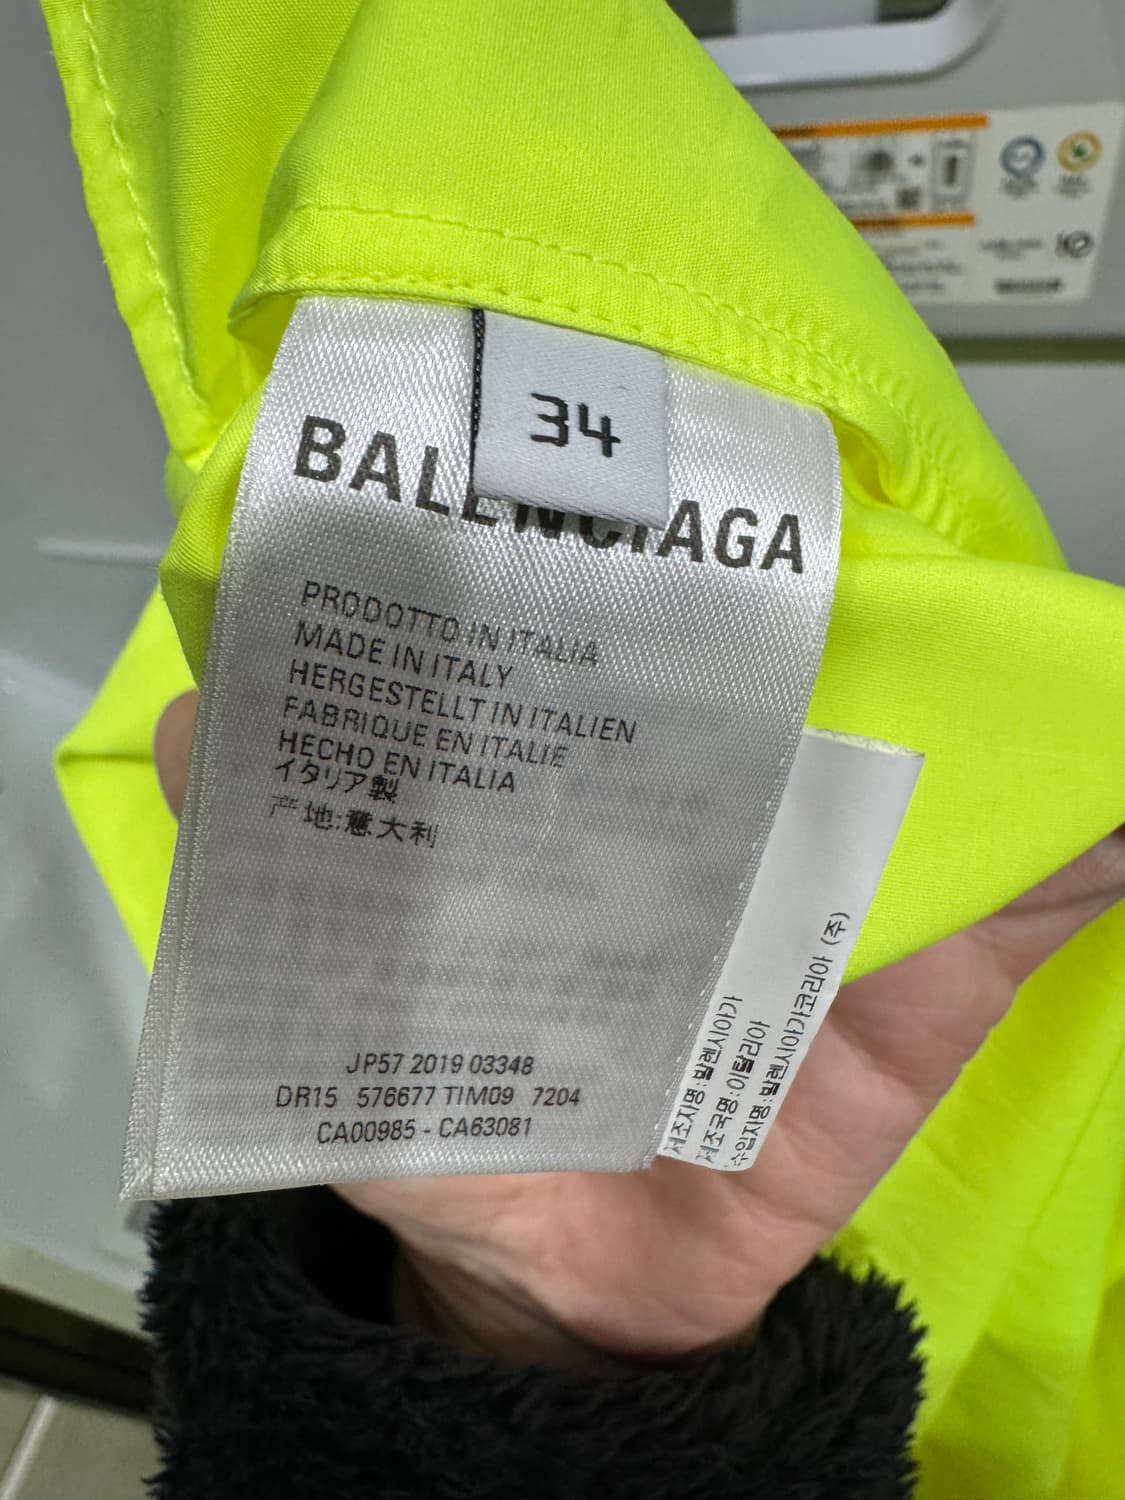 34
BALENCIAGA
PRODOTTO IN ITALIA
MADE IN ITALY
HERGESTELLT IN ITALIEN
FABRIQUE EN ITALIE
HECHO EN ITALIA
イタリア製
产地:意大利
JP57 2019 03348
DR15 576677 TIM09 7204
CA00985 - CA63081
제조자명:발렌시아가
제조국명:이탈리아
수입자명:발렌시아가코리아 (주)